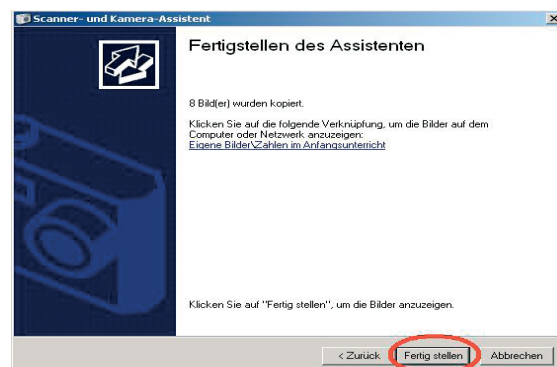 Scanner- und Kamera-Assistent
Fertigstellen des Assistenten
8 Bild(er) wurden kopiert.
Klicken Sie auf die folgende Verknüpfung, um die Bilder auf dem
Computer oder Netzwerk anzuzeigen:
Eigene Bilder\Zahlen im Anfangsunterricht
Klicken Sie auf "Fertig stellen", um die Bilder anzuzeigen.
< Zurück Fertig stellen Abbrechen